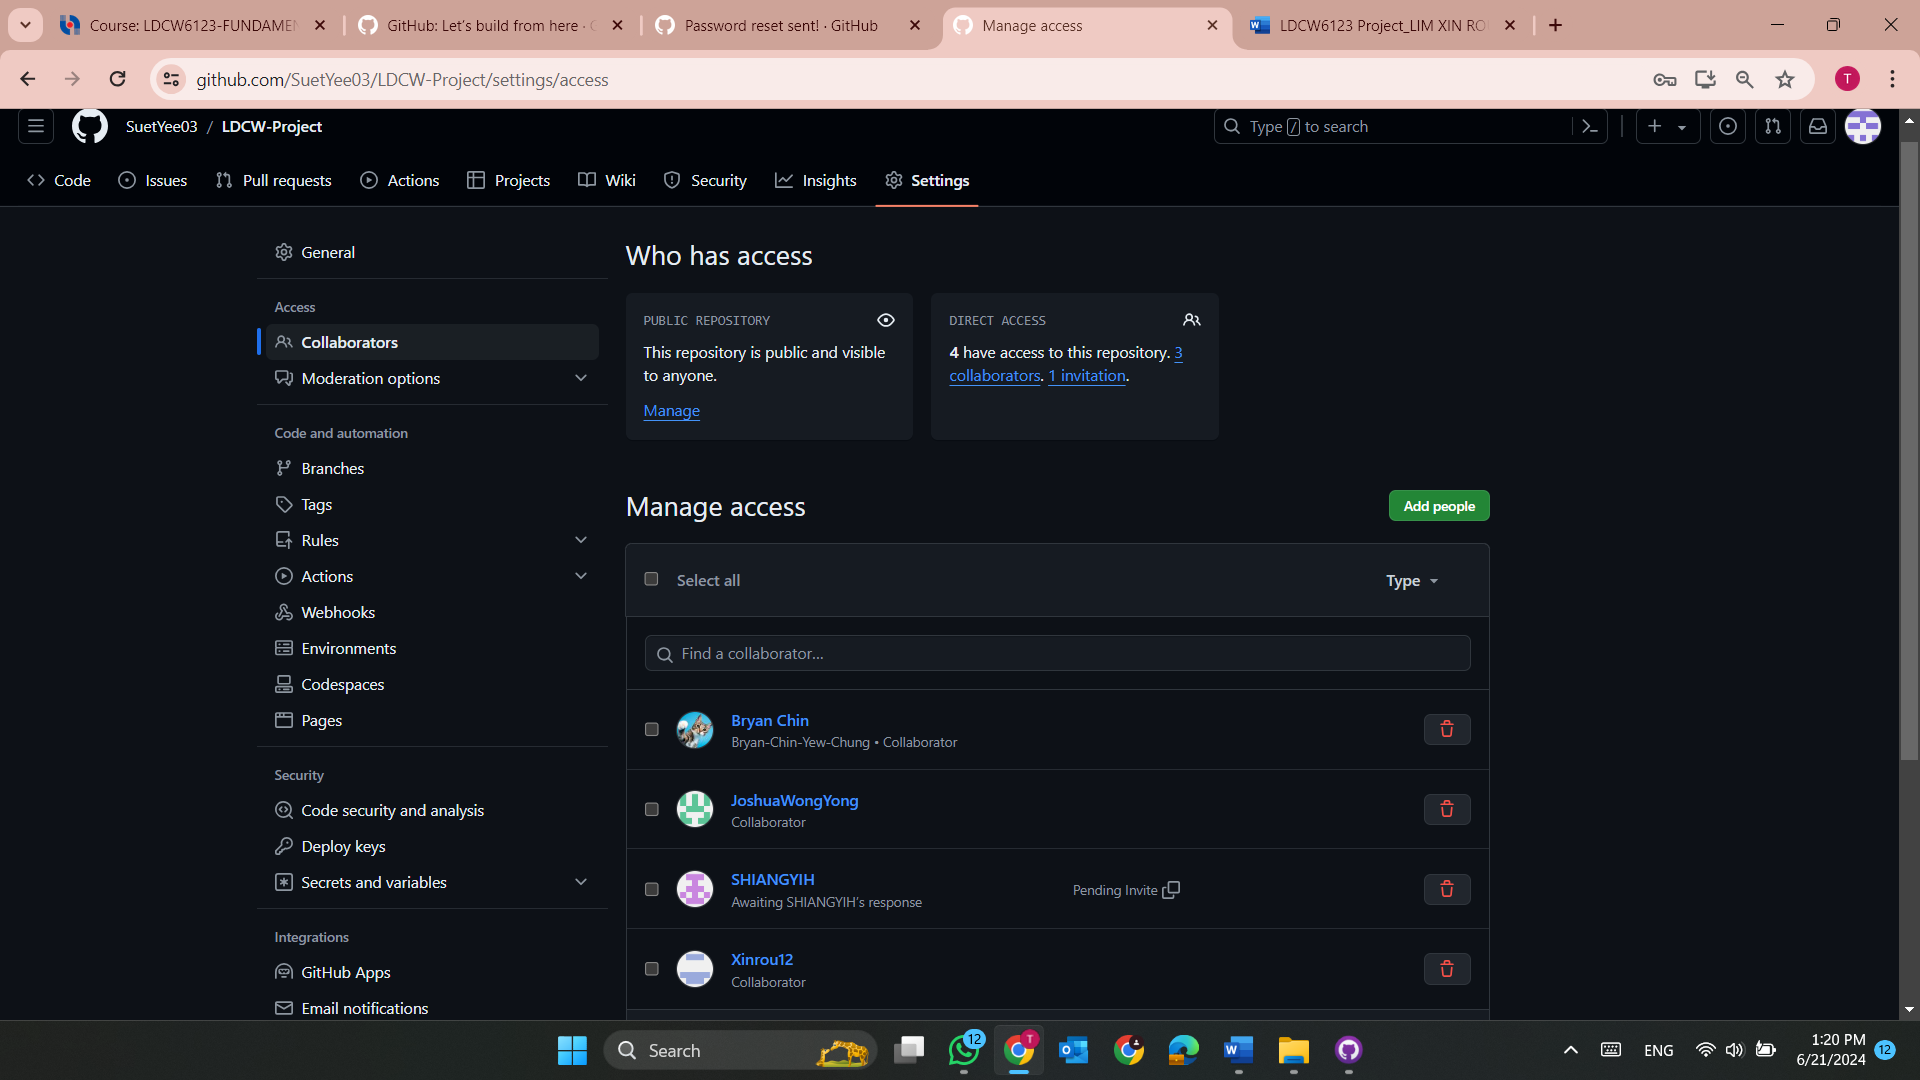 Course: LDCW6123-FUNDAMEN
GitHub: Let's build from here · G
Password reset sent! · GitHub
Manage access
LDCW6123 Project_LIM XIN RO
github.com/SuetYee03/LDCW-Project/settings/access
T
SuetYee03 / LDCW-Project
Type / to search
Code
Issues
Pull requests
Actions
Projects
Wiki
Security
Insights
Settings
General
Access
Collaborators
Moderation options
Code and automation
Branches
Tags
Rules
Actions
Webhooks
Environments
Codespaces
Pages
Security
Code security and analysis
Deploy keys
Secrets and variables
Integrations
GitHub Apps
Email notifications
Who has access
PUBLIC REPOSITORY
This repository is public and visible
to anyone.
Manage
DIRECT ACCESS
4 have access to this repository. 3
collaborators. 1 invitation.
Manage access
Add people
Select all
Type
Find a collaborator...
Bryan Chin
Bryan-Chin-Yew-Chung • Collaborator
JoshuaWongYong
Collaborator
SHIANGYIH
Awaiting SHIANGYIH's response
Pending Invite
Xinrou12
Collaborator
Search
12
T
ENG
1:20 PM
6/21/2024
12